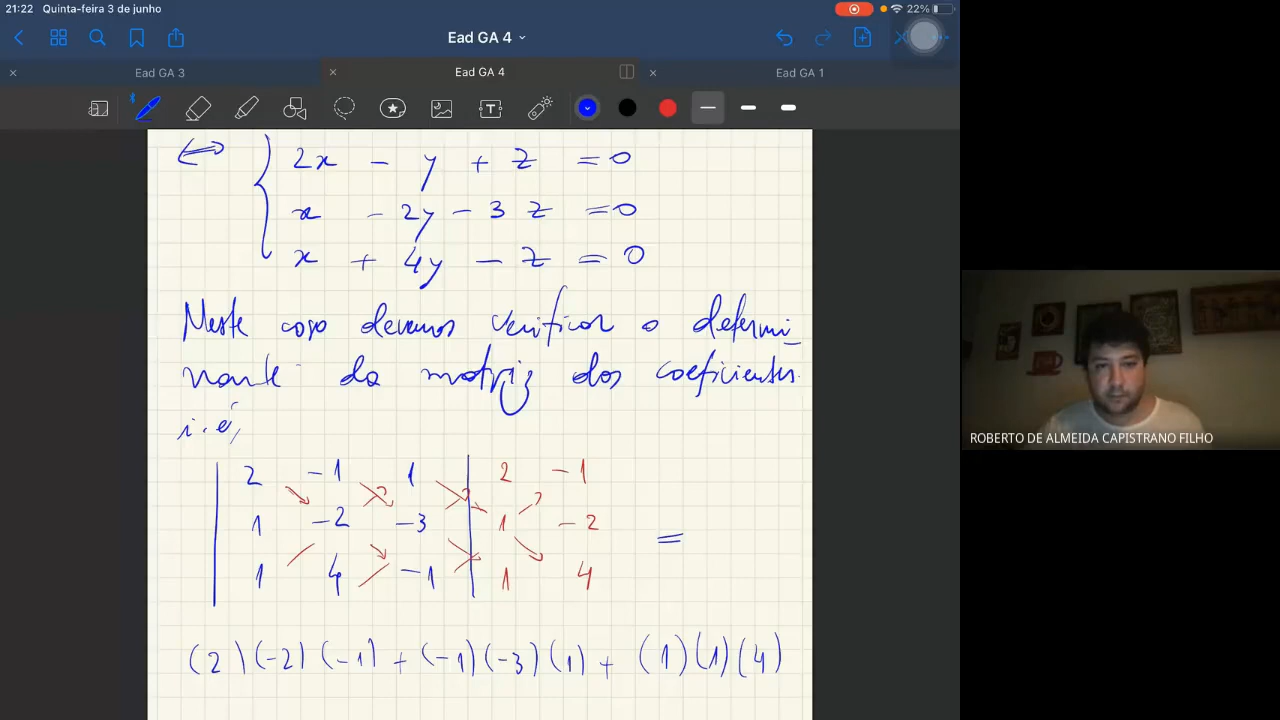 21:22 Quinta-feira 3 de junho
22%
Ead GA 4
Ead GA 3
Ead GA 4
Ead GA 1
T
⟷ { 2x - y + z = 0
x - 2y - 3z = 0
x + 4y - z = 0
Neste caso devemos verificar o determi-
nante da matriz dos coeficientes.
i.é,
2 -1 1 | 2 -1
1 -2 -3 | 1 -2 =
1 4 -1 | 1 4
(2)(-2)(-1) + (-1)(-3)(1) + (1)(1)(4)
ROBERTO DE ALMEIDA CAPISTRANO FILHO